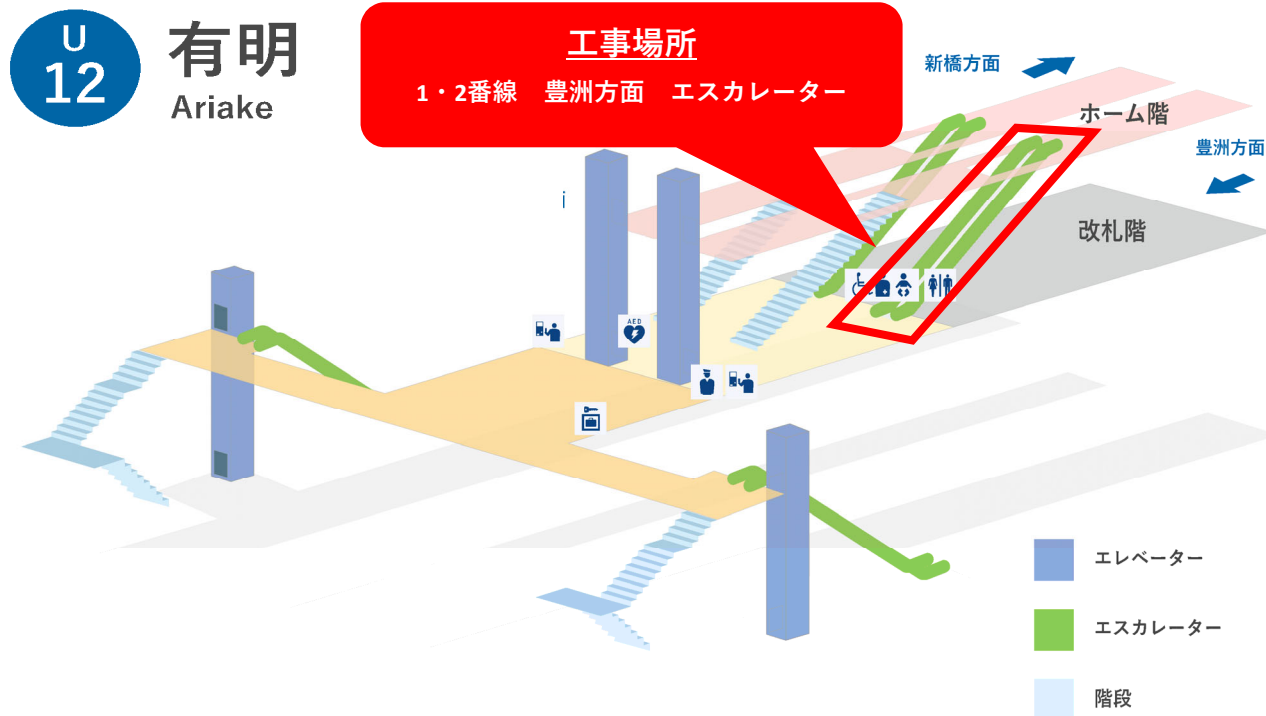 U
12
有明
Ariake
工事場所
1・2番線　豊洲方面　エスカレーター
新橋方面
ホーム階
豊洲方面
改札階
AED
エレベーター
エスカレーター
階段